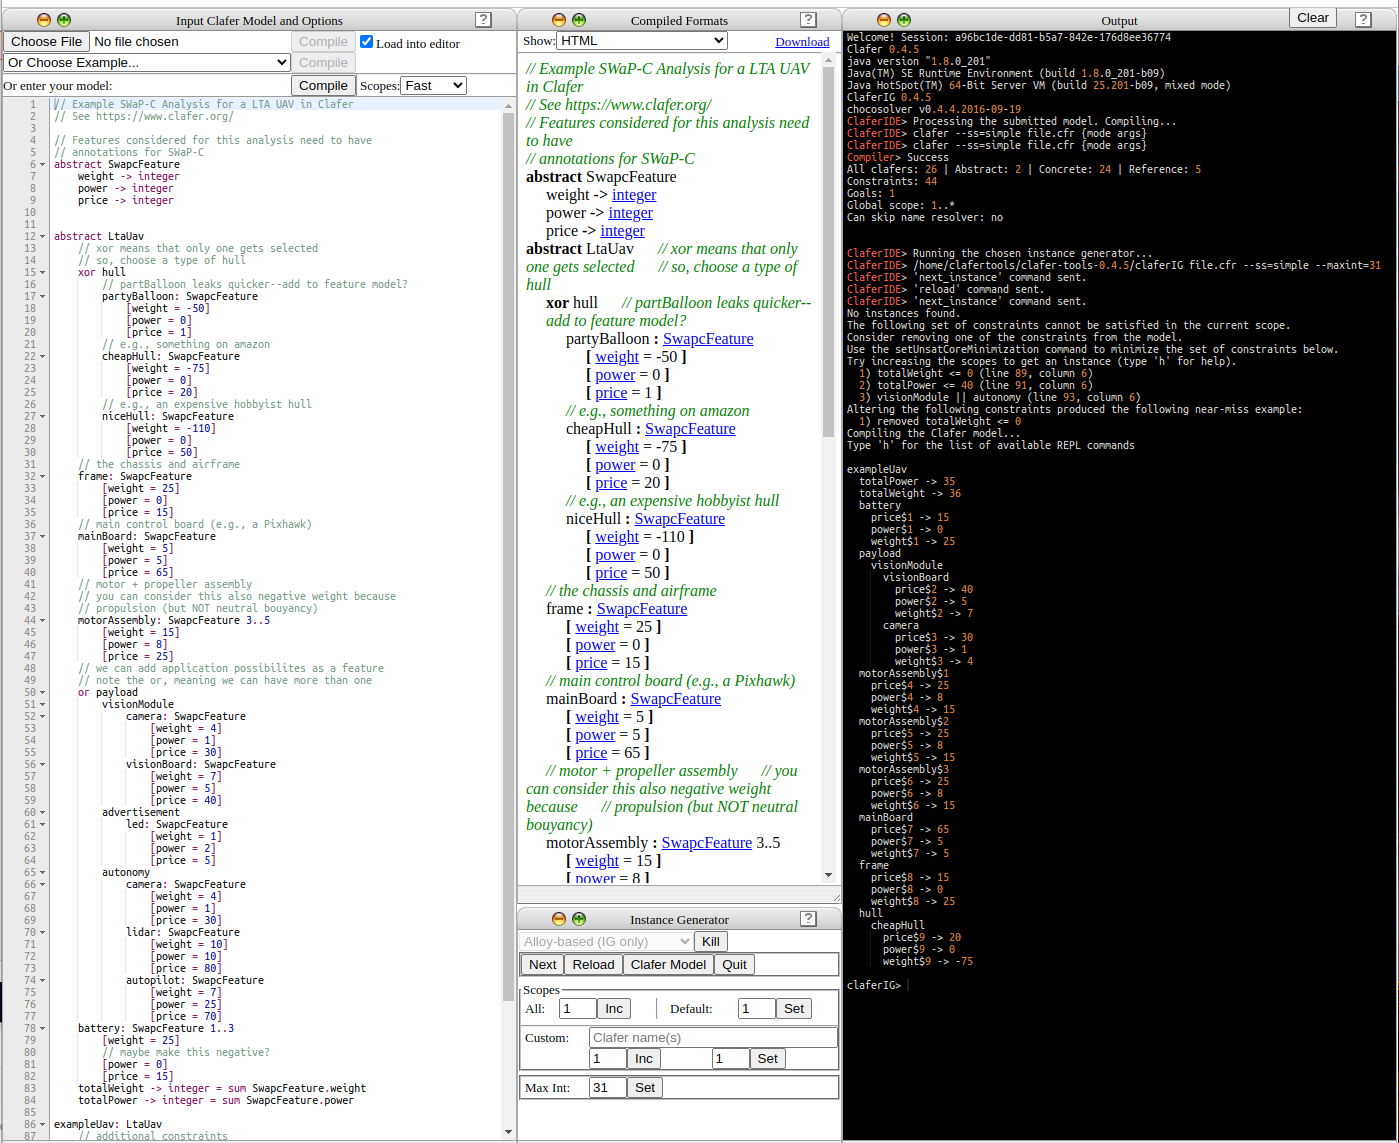 Input Clafer Model and Options
?
Choose File No file chosen Compile Load into editor
Or Choose Example... Compile
Or enter your model: Compile Scopes: Fast
1 // Example SWaP-C Analysis for a LTA UAV in Clafer
2 // See https://www.clafer.org/
3
4 // Features considered for this analysis need to have
5 // annotations for SWaP-C
6 abstract SwapcFeature
7 weight -> integer
8 power -> integer
9 price -> integer
10
11
12 abstract LtaUav
13 // xor means that only one gets selected
14 // so, choose a type of hull
15 xor hull
16 // partBalloon leaks quicker--add to feature model?
17 partyBalloon: SwapcFeature
18 [weight = -50]
19 [power = 0]
20 [price = 1]
21 // e.g., something on amazon
22 cheapHull: SwapcFeature
23 [weight = -75]
24 [power = 0]
25 [price = 20]
26 // e.g., an expensive hobbyist hull
27 niceHull: SwapcFeature
28 [weight = -110]
29 [power = 0]
30 [price = 50]
31 // the chassis and airframe
32 frame: SwapcFeature
33 [weight = 25]
34 [power = 0]
35 [price = 15]
36 // main control board (e.g., a Pixhawk)
37 mainBoard: SwapcFeature
38 [weight = 5]
39 [power = 5]
40 [price = 65]
41 // motor + propeller assembly
42 // you can consider this also negative weight because
43 // propulsion (but NOT neutral bouyancy)
44 motorAssembly: SwapcFeature 3..5
45 [weight = 15]
46 [power = 8]
47 [price = 25]
48 // we can add application possibilites as a feature
49 // note the or, meaning we can have more than one
50 or payload
51 visionModule
52 camera: SwapcFeature
53 [weight = 4]
54 [power = 1]
55 [price = 30]
56 visionBoard: SwapcFeature
57 [weight = 7]
58 [power = 5]
59 [price = 40]
60 advertisement
61 led: SwapcFeature
62 [weight = 1]
63 [power = 2]
64 [price = 5]
65 autonomy
66 camera: SwapcFeature
67 [weight = 4]
68 [power = 1]
69 [price = 30]
70 lidar: SwapcFeature
71 [weight = 10]
72 [power = 10]
73 [price = 80]
74 autopilot: SwapcFeature
75 [weight = 7]
76 [power = 25]
77 [price = 70]
78 battery: SwapcFeature 1..3
79 [weight = 25]
80 // maybe make this negative?
81 [power = 0]
82 [price = 15]
83 totalWeight -> integer = sum SwapcFeature.weight
84 totalPower -> integer = sum SwapcFeature.power
85
86 exampleUav: LtaUav
87 // additional constraints
Compiled Formats
?
Show: HTML Download
// Example SWaP-C Analysis for a LTA UAV
in Clafer
// See https://www.clafer.org/
// Features considered for this analysis need
to have
// annotations for SWaP-C
abstract SwapcFeature
weight -> integer
power -> integer
price -> integer
abstract LtaUav // xor means that only
one gets selected // so, choose a type of
hull
xor hull // partBalloon leaks quicker--
add to feature model?
partyBalloon : SwapcFeature
[ weight = -50 ]
[ power = 0 ]
[ price = 1 ]
// e.g., something on amazon
cheapHull : SwapcFeature
[ weight = -75 ]
[ power = 0 ]
[ price = 20 ]
// e.g., an expensive hobbyist hull
niceHull : SwapcFeature
[ weight = -110 ]
[ power = 0 ]
[ price = 50 ]
// the chassis and airframe
frame : SwapcFeature
[ weight = 25 ]
[ power = 0 ]
[ price = 15 ]
// main control board (e.g., a Pixhawk)
mainBoard : SwapcFeature
[ weight = 5 ]
[ power = 5 ]
[ price = 65 ]
// motor + propeller assembly // you
can consider this also negative weight
because // propulsion (but NOT neutral
bouyancy)
motorAssembly : SwapcFeature 3..5
[ weight = 15 ]
[ power = 8 ]
Instance Generator
?
Alloy-based (IG only) Kill
Next Reload Clafer Model Quit
Scopes
All: 1 Inc Default: 1 Set
Custom: Clafer name(s)
1 Inc 1 Set
Max Int: 31 Set
Output
Clear
?
Welcome! Session: a96bc1de-dd81-b5a7-842e-176d8ee36774
Clafer 0.4.5
java version "1.8.0_201"
Java(TM) SE Runtime Environment (build 1.8.0_201-b09)
Java HotSpot(TM) 64-Bit Server VM (build 25.201-b09, mixed mode)
ClaferIG 0.4.5
chocosolver v0.4.4.2016-09-19
ClaferIDE> Processing the submitted model. Compiling...
ClaferIDE> clafer --ss=simple file.cfr {mode args}
ClaferIDE> clafer --ss=simple file.cfr {mode args}
Compiler> Success
All clafers: 26 | Abstract: 2 | Concrete: 24 | Reference: 5
Constraints: 44
Goals: 1
Global scope: 1..*
Can skip name resolver: no
ClaferIDE> Running the chosen instance generator...
ClaferIDE> /home/clafertools/clafer-tools-0.4.5/claferIG file.cfr --ss=simple --maxint=31
ClaferIDE> 'next_instance' command sent.
ClaferIDE> 'reload' command sent.
ClaferIDE> 'next_instance' command sent.
No instances found.
The following set of constraints cannot be satisfied in the current scope.
Consider removing one of the constraints from the model.
Use the setUnsatCoreMinimization command to minimize the set of constraints below.
Try increasing the scopes to get an instance (type 'h' for help).
1) totalWeight <= 0 (line 89, column 6)
2) totalPower <= 40 (line 91, column 6)
3) visionModule || autonomy (line 93, column 6)
Altering the following constraints produced the following near-miss example:
1) removed totalWeight <= 0
Compiling the Clafer model...
Type 'h' for the list of available REPL commands
exampleUav
totalPower -> 35
totalWeight -> 36
battery
price$1 -> 15
power$1 -> 0
weight$1 -> 25
payload
visionModule
visionBoard
price$2 -> 40
power$2 -> 5
weight$2 -> 7
camera
price$3 -> 30
power$3 -> 1
weight$3 -> 4
motorAssembly$1
price$4 -> 25
power$4 -> 8
weight$4 -> 15
motorAssembly$2
price$5 -> 25
power$5 -> 8
weight$5 -> 15
motorAssembly$3
price$6 -> 25
power$6 -> 8
weight$6 -> 15
mainBoard
price$7 -> 65
power$7 -> 5
weight$7 -> 5
frame
price$8 -> 15
power$8 -> 0
weight$8 -> 25
hull
cheapHull
price$9 -> 20
power$9 -> 0
weight$9 -> -75
claferIG>